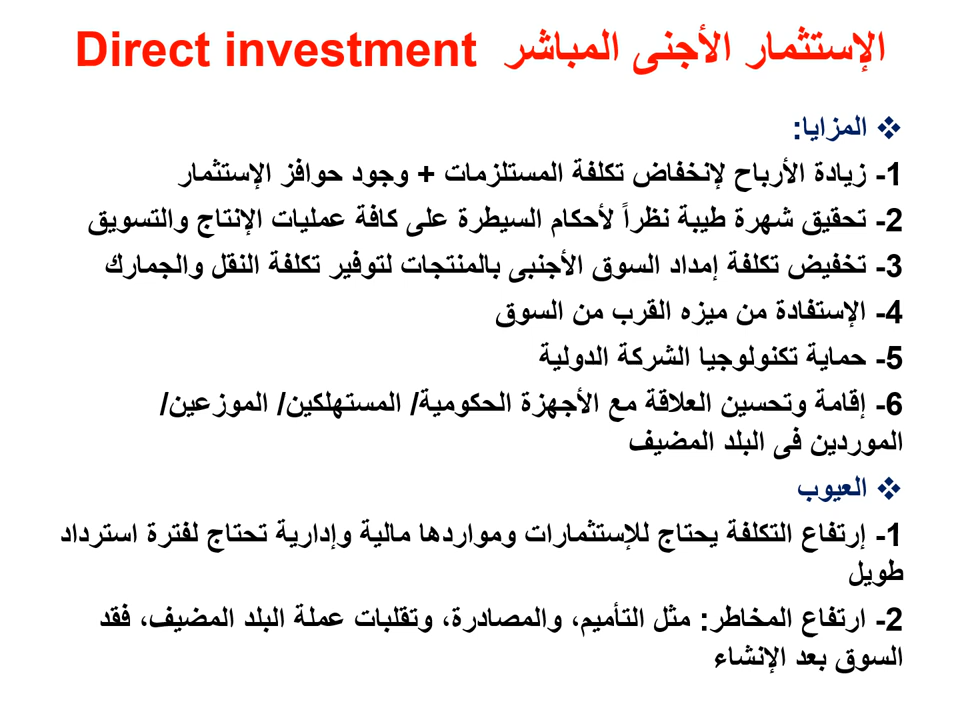 الإستثمار الأجنى المباشر Direct investment
❖ المزايا:
1- زيادة الأرباح لإنخفاض تكلفة المستلزمات + وجود حوافز الإستثمار
2- تحقيق شهرة طيبة نظراً لأحكام السيطرة على كافة عمليات الإنتاج والتسويق
3- تخفيض تكلفة إمداد السوق الأجنبى بالمنتجات لتوفير تكلفة النقل والجمارك
4- الإستفادة من ميزه القرب من السوق
5- حماية تكنولوجيا الشركة الدولية
6- إقامة وتحسين العلاقة مع الأجهزة الحكومية/ المستهلكين/ الموزعين/
الموردين فى البلد المضيف
❖ العيوب
1- إرتفاع التكلفة يحتاج للإستثمارات ومواردها مالية وإدارية تحتاج لفترة استرداد
طويل
2- ارتفاع المخاطر: مثل التأميم، والمصادرة، وتقلبات عملة البلد المضيف، فقد
السوق بعد الإنشاء